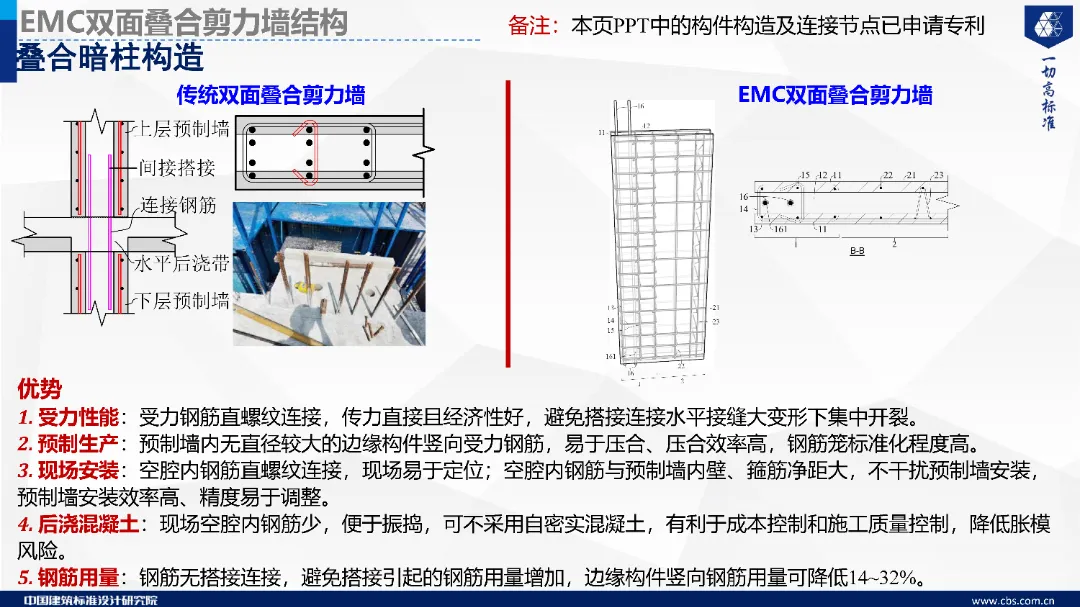 EMC双面叠合剪力墙结构
备注：本页PPT中的构件构造及连接节点已申请专利
叠合暗柱构造
一切高标准
传统双面叠合剪力墙
EMC双面叠合剪力墙
上层预制墙
间接搭接
连接钢筋
水平后浇带
下层预制墙
16
12
11
13
14
15
161
16
22
21
23
1
2
15 12 11 22 21 23
16
14
13 161 11
1 2
B-B
优势
1. 受力性能：受力钢筋直螺纹连接，传力直接且经济性好，避免搭接连接水平接缝大变形下集中开裂。
2. 预制生产：预制墙内无直径较大的边缘构件竖向受力钢筋，易于压合、压合效率高，钢筋笼标准化程度高。
3. 现场安装：空腔内钢筋直螺纹连接，现场易于定位；空腔内钢筋与预制墙内壁、箍筋净距大，不干扰预制墙安装，
预制墙安装效率高、精度易于调整。
4. 后浇混凝土：现场空腔内钢筋少，便于振捣，可不采用自密实混凝土，有利于成本控制和施工质量控制，降低胀模
风险。
5. 钢筋用量：钢筋无搭接连接，避免搭接引起的钢筋用量增加，边缘构件竖向钢筋用量可降低14~32%。
中国建筑标准设计研究院
www.cbs.com.cn